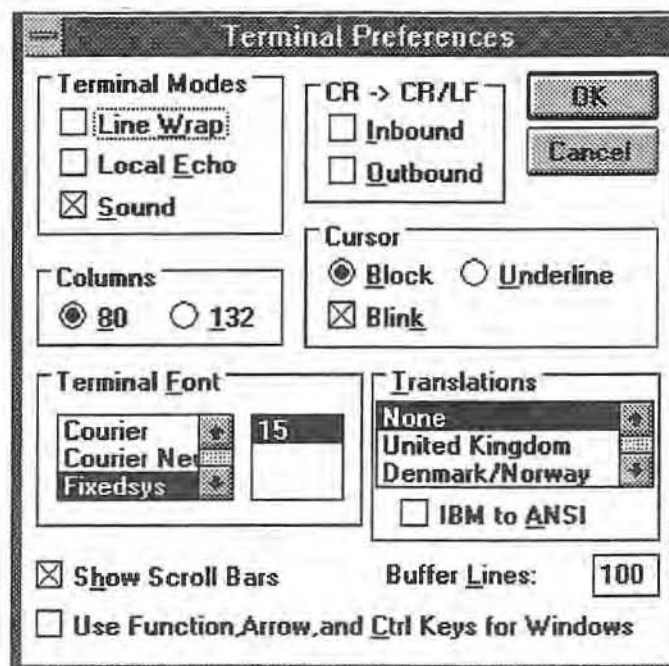 Terminal Preferences
Terminal Modes
Line Wrap
Local Echo
Sound
CR -> CR/LF
Inbound
Outbound
OK
Cancel
Columns
80 132
Cursor
Block Underline
Blink
Terminal Font
Courier
Courier Nev
Fixedsys
15
Translations
None
United Kingdom
Denmark/Norway
IBM to ANSI
Show Scroll Bars
Buffer Lines: 100
Use Function,Arrow,and Ctrl Keys for Windows